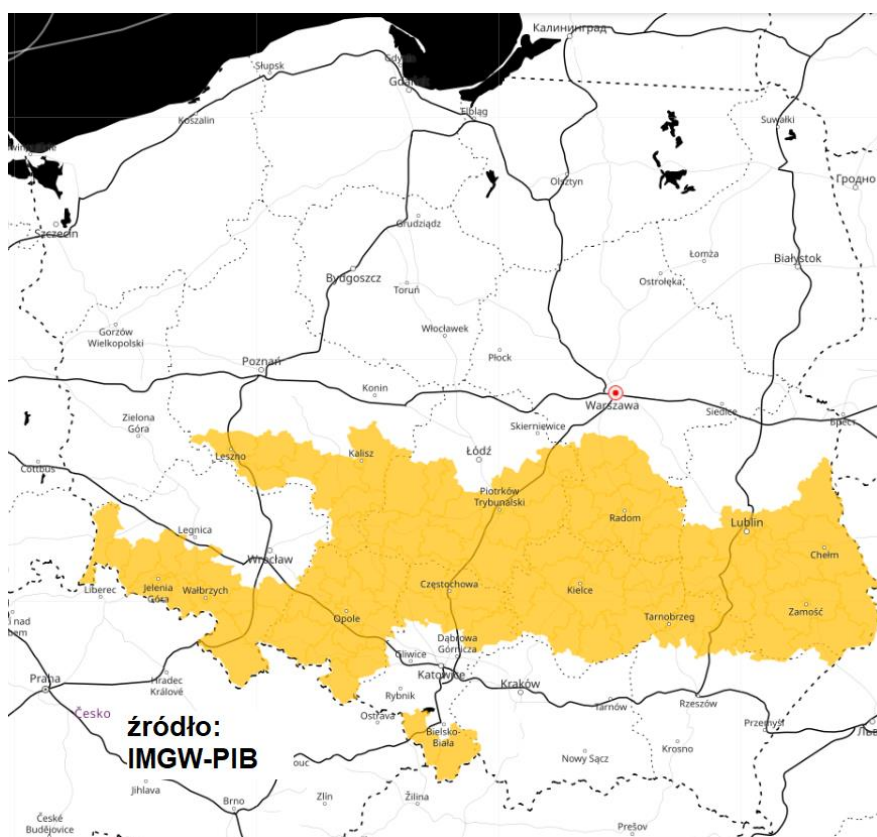 Калининград
Słupsk
Gdynia
Gdańsk
Elbląg
Koszalin
Suwałki
Olsztyn
Гродно
Grudziądz
Szczecin
Łomża
Białystok
Bydgoszcz
Toruń
Ostrołęka
Włocławek
Gorzów
Wielkopolski
Płock
Poznań
Konin
Warszawa
Siedlce
Zielona
Góra
Skierniewice
Брест
Łódź
Kalisz
Leszno
Cottbus
Piotrków
Trybunalski
Radom
Lublin
Legnica
Wrocław
Chełm
Liberec
Jelenia
Góra
Wałbrzych
Częstochowa
Kielce
Opole
Zamość
Tarnobrzeg
Dąbrowa
Górnicza
Gliwice
Katowice
Praha
Hradec
Králové
Kraków
Rybnik
Tarnów
Rzeszów
Česko
Ostrava
Przemyśl
źródło:
IMGW-PIB
Bielsko-
Biała
Krosno
Nowy Sącz
ouc
Jihlava
Zlín
Žilina
Brno
České
Budějovice
Prešov